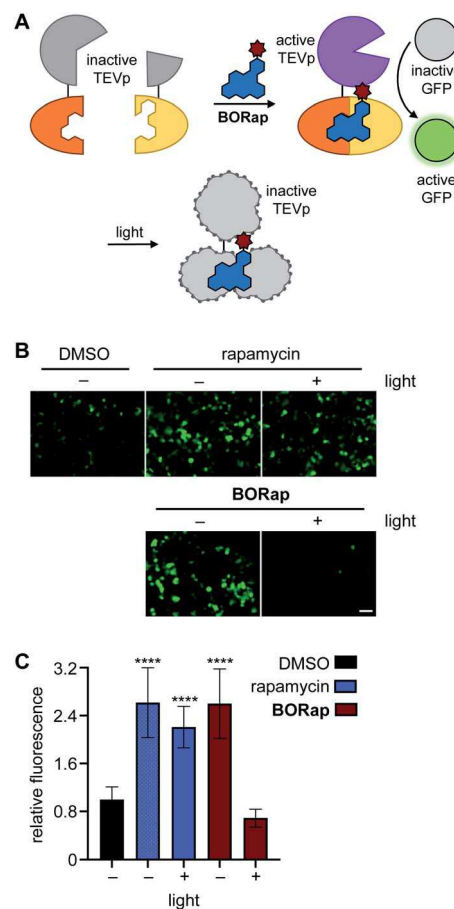 A
inactive
TEVp
BORap
active
TEVp
inactive
GFP
active
GFP
light
inactive
TEVp
B
DMSO
rapamycin
–
–
+
light
BORap
–
+
light
C
relative fluorescence
3.2
2.4
1.6
0.8
0
****
****
****
DMSO
rapamycin
BORap
–
–
+
–
+
light